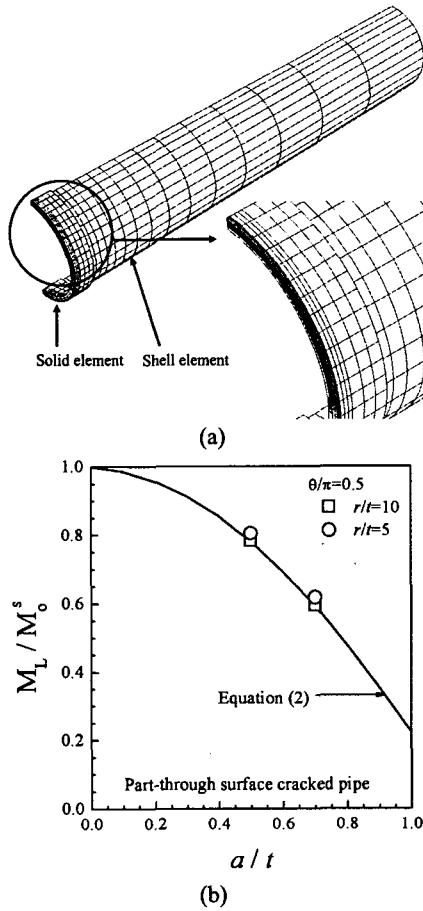 Solid element
Shell element
(a)
1.0
0.8
0.6
0.4
0.2
0.0
M_L / M_o^s
θ/π=0.5
r/t=10
r/t=5
Equation (2)
Part-through surface cracked pipe
0.0 0.2 0.4 0.6 0.8 1.0
a / t
(b)